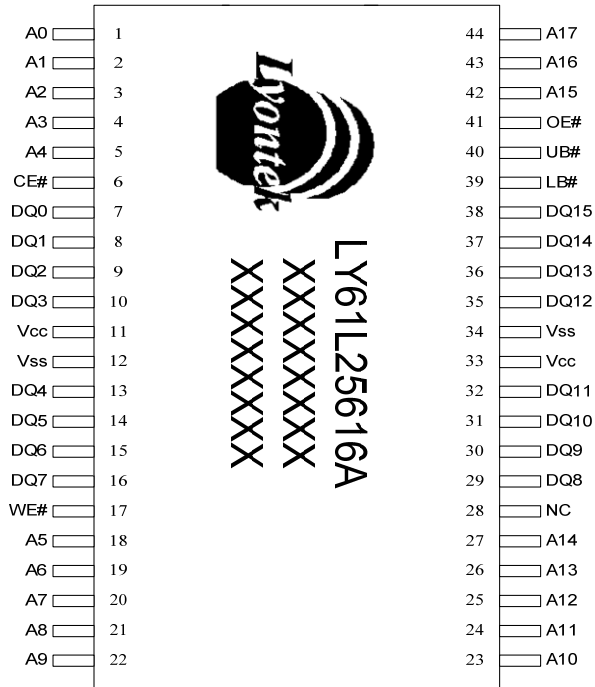 A0 1 44 A17
A1 2 43 A16
A2 3 42 A15
A3 4 41 OE#
A4 5 40 UB#
CE# 6 39 LB#
DQ0 7 38 DQ15
DQ1 8 37 DQ14
DQ2 9 36 DQ13
DQ3 10 35 DQ12
Vcc 11 34 Vss
Vss 12 33 Vcc
DQ4 13 32 DQ11
DQ5 14 31 DQ10
DQ6 15 30 DQ9
DQ7 16 29 DQ8
WE# 17 28 NC
A5 18 27 A14
A6 19 26 A13
A7 20 25 A12
A8 21 24 A11
A9 22 23 A10
Lyontek
LY61L25616A
XXXXXXXX
XXXXXXXX